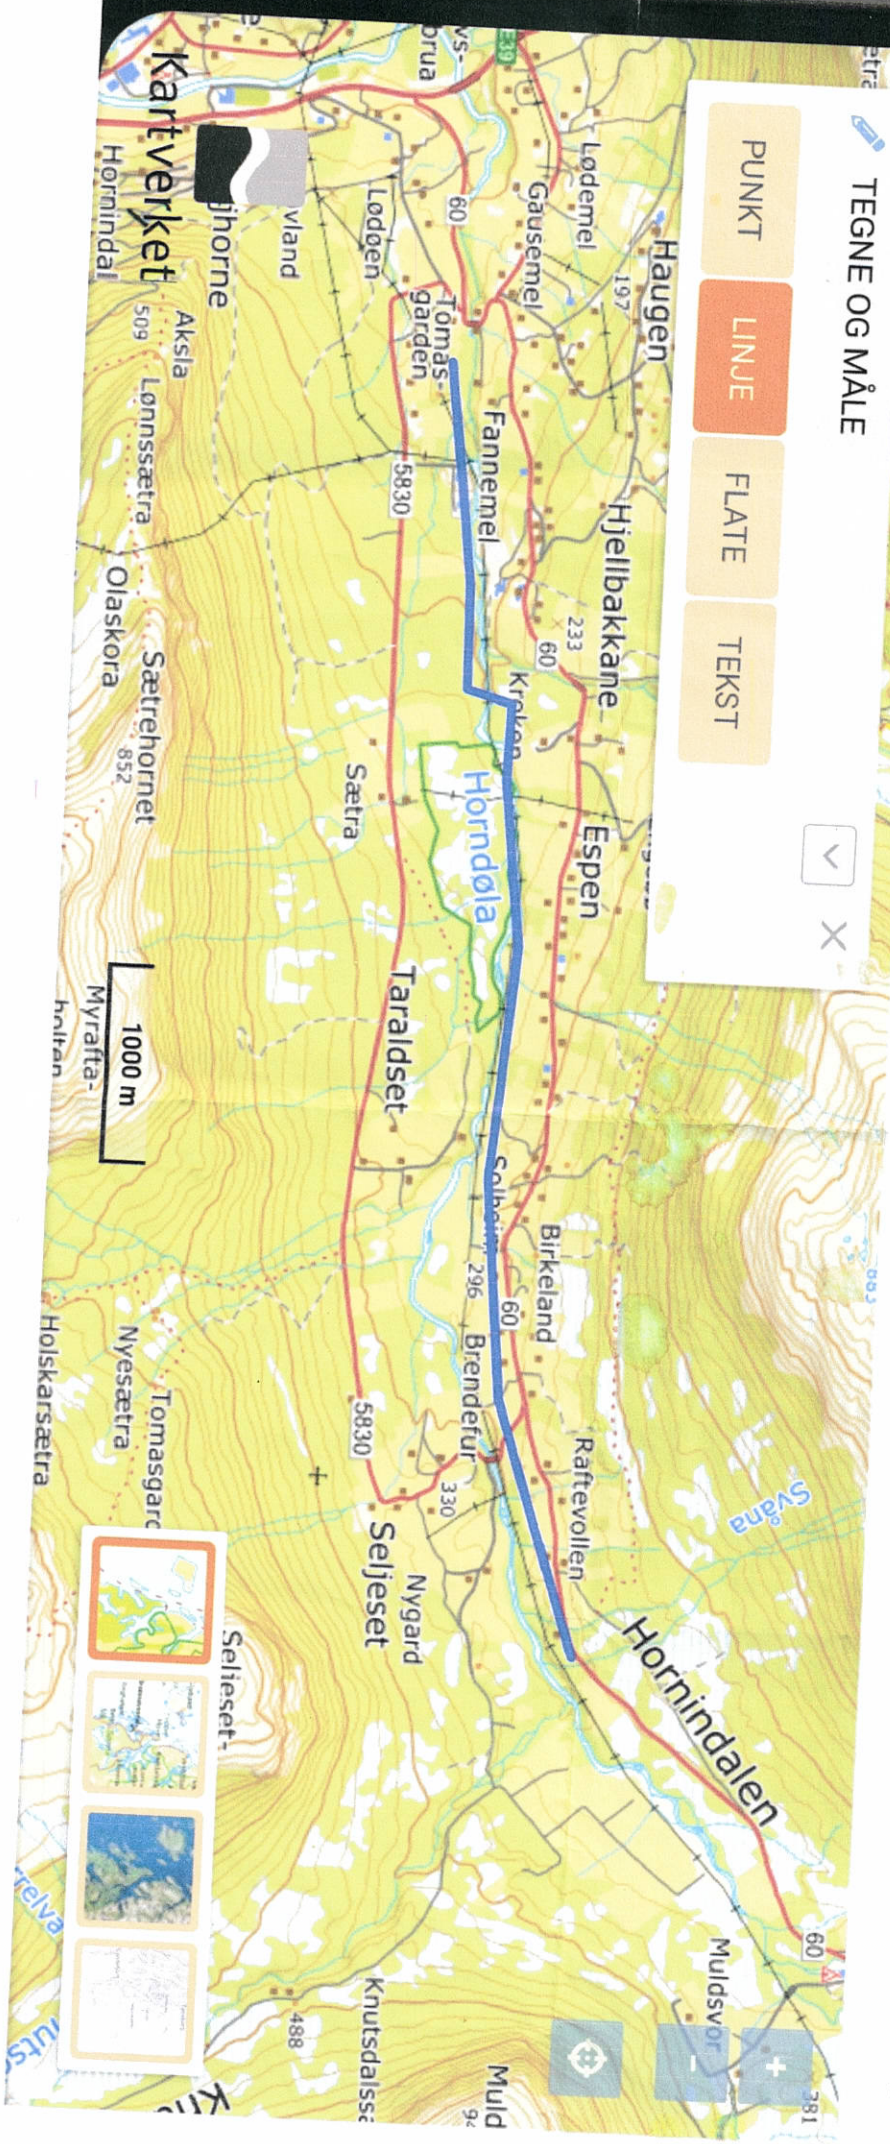 TEGNE OG MÅLE
PUNKT
LINJE
FLATE
TEKST
E39
Lødemel
Gausemel
Haugen
197
60
Lødøen
vland
Tomas-
garden
Fannemel
Hjellbakkane
233
60
Kroken
Espen
5830
Horndøla
Sætra
Taraldset
Solheim
296
Birkeland
60
Brendefur
Raftevollen
5830
330
Seljeset
Nygard
Svåna
Hornindalen
60
Muldsvor
381
Kartverket
Hornindal
jhorne
Aksla
509
Lønnssætra
Olaskora
Sætrehornet
852
1000 m
Myrafta-
holten
Nyesætra
Holskarsætra
Tomasgard
Seljeset-
488
Knutsdalssæ
Muld
+
−